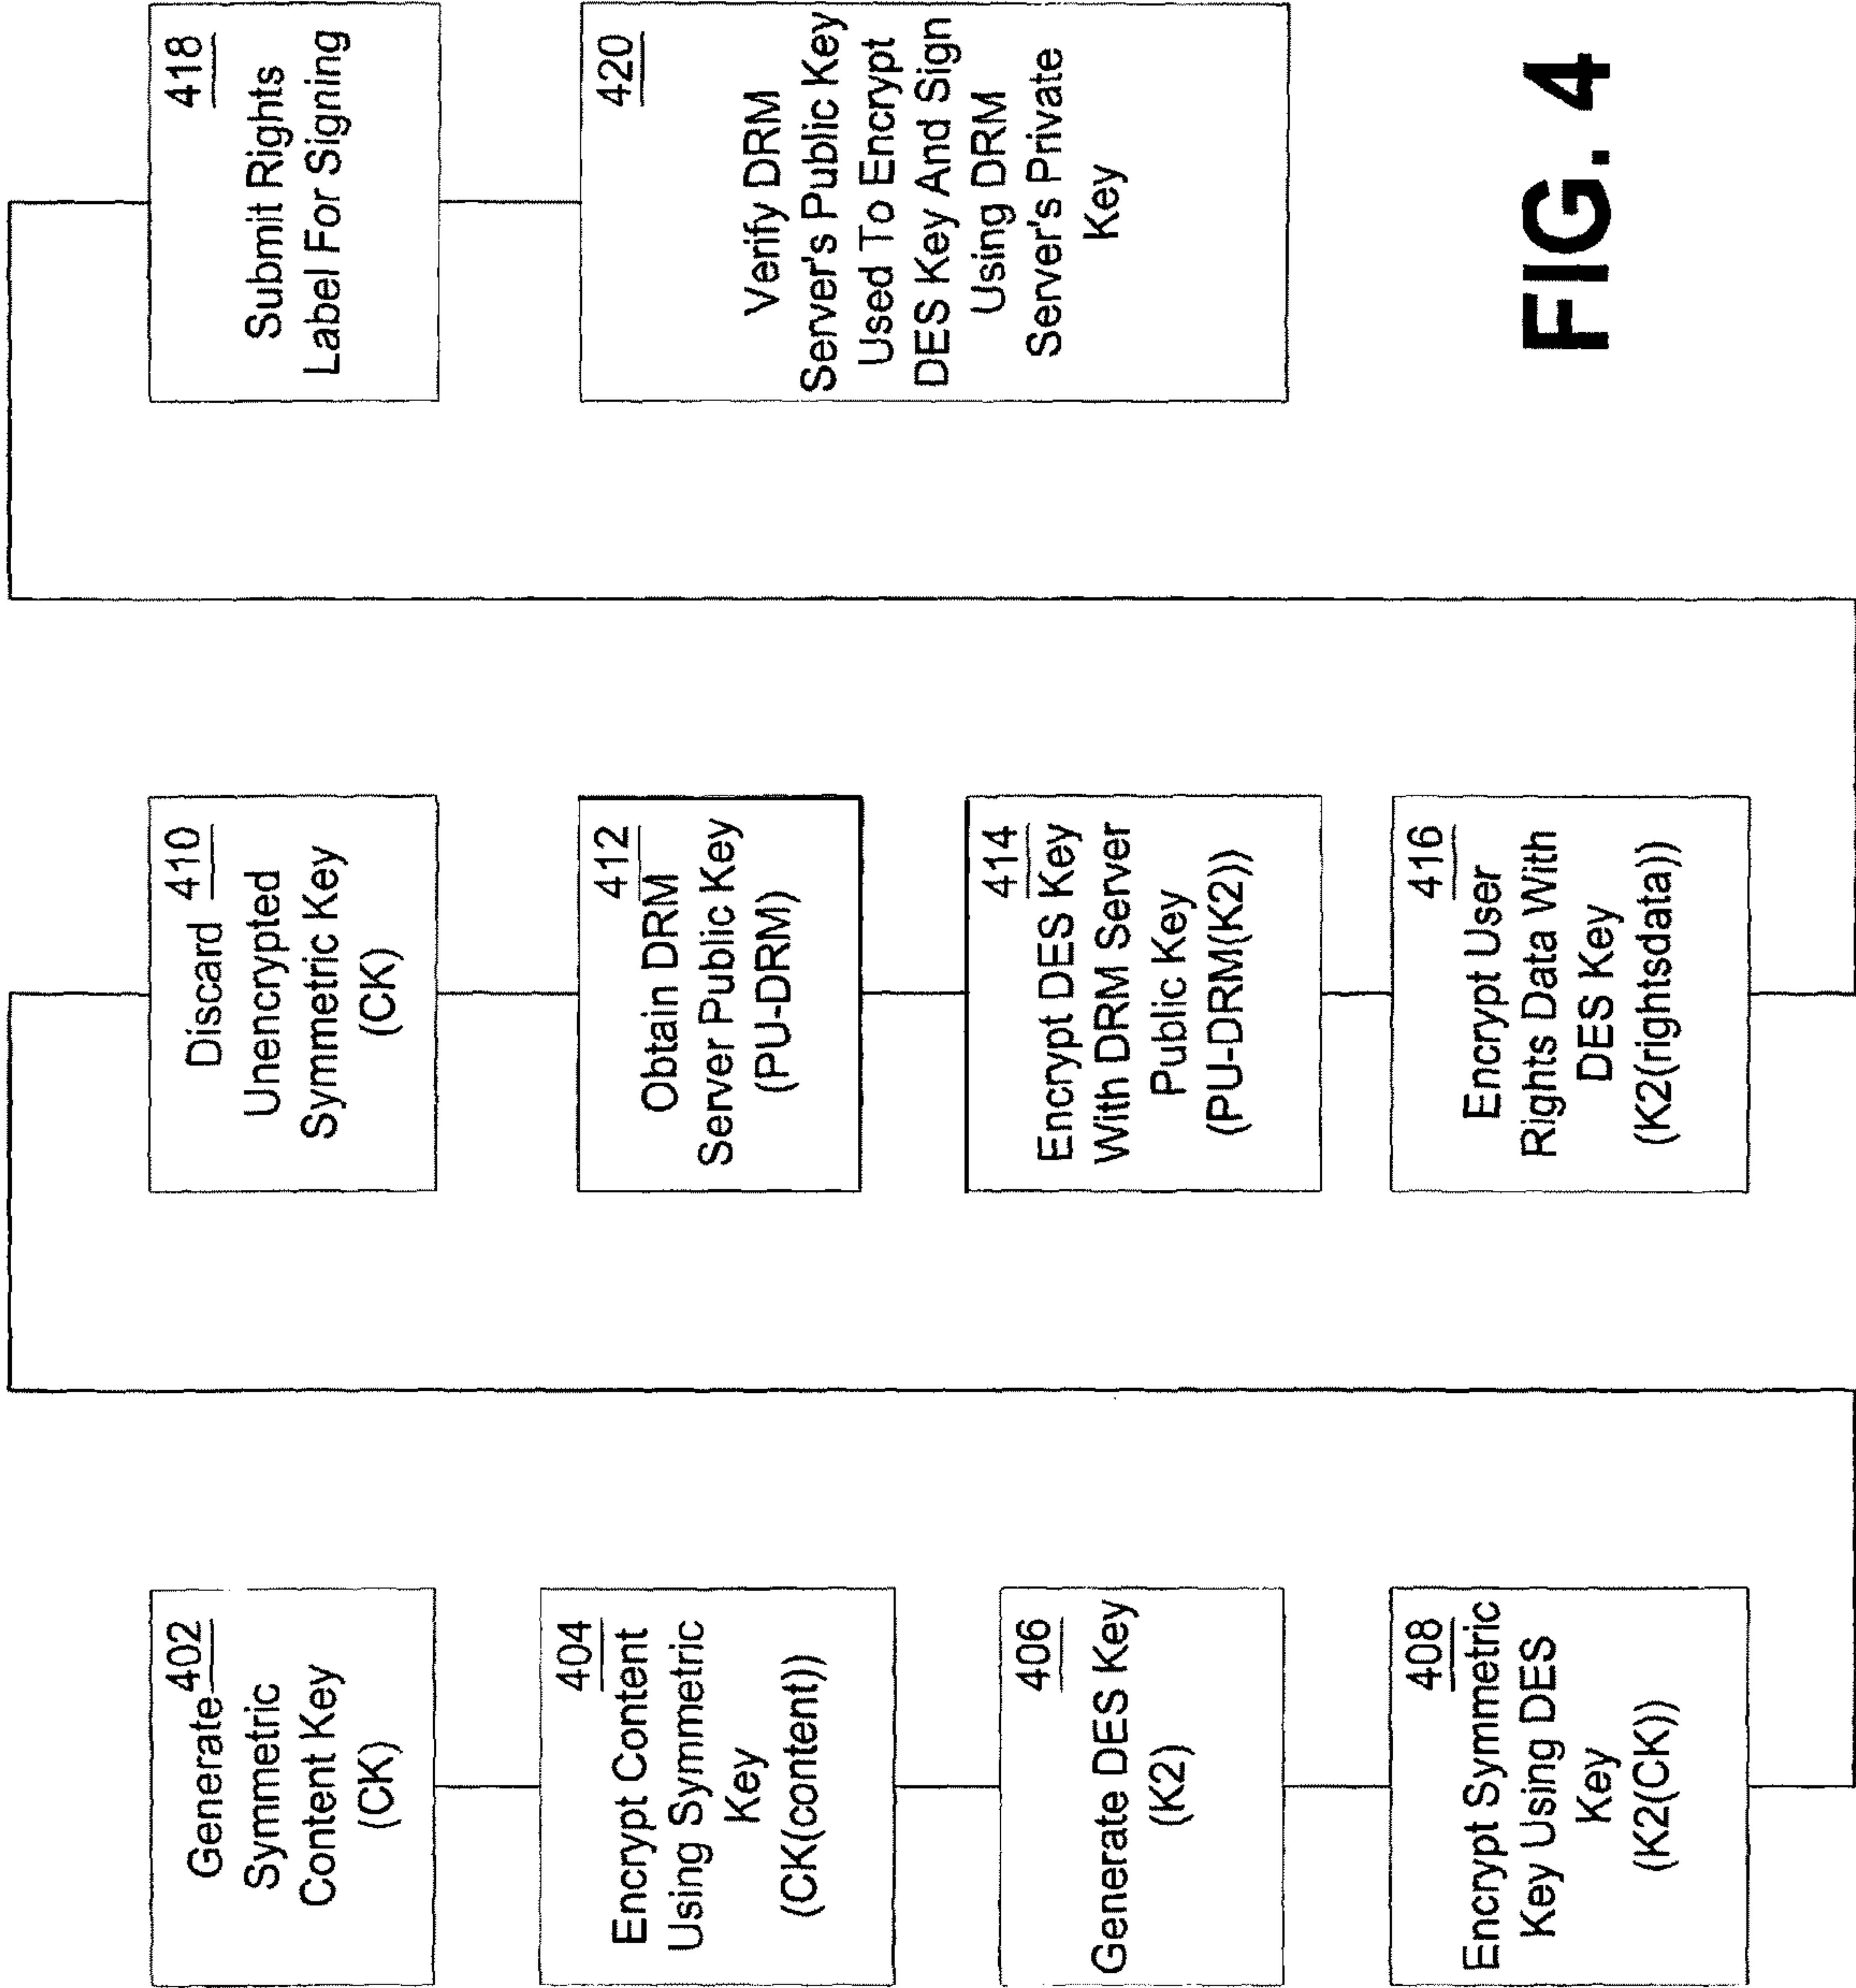 402
Generate
Symmetric
Content Key
(CK)
404
Encrypt Content
Using Symmetric
Key
(CK(content))
406
Generate DES Key
(K2)
408
Encrypt Symmetric
Key Using DES
Key
(K2(CK))
410
Discard
Unencrypted
Symmetric Key
(CK)
412
Obtain DRM
Server Public Key
(PU-DRM)
414
Encrypt DES Key
With DRM Server
Public Key
(PU-DRM(K2))
416
Encrypt User
Rights Data With
DES Key
(K2(rightsdata))
418
Submit Rights
Label For Signing
420
Verify DRM
Server's Public Key
Used To Encrypt
DES Key And Sign
Using DRM
Server's Private
Key
FIG. 4